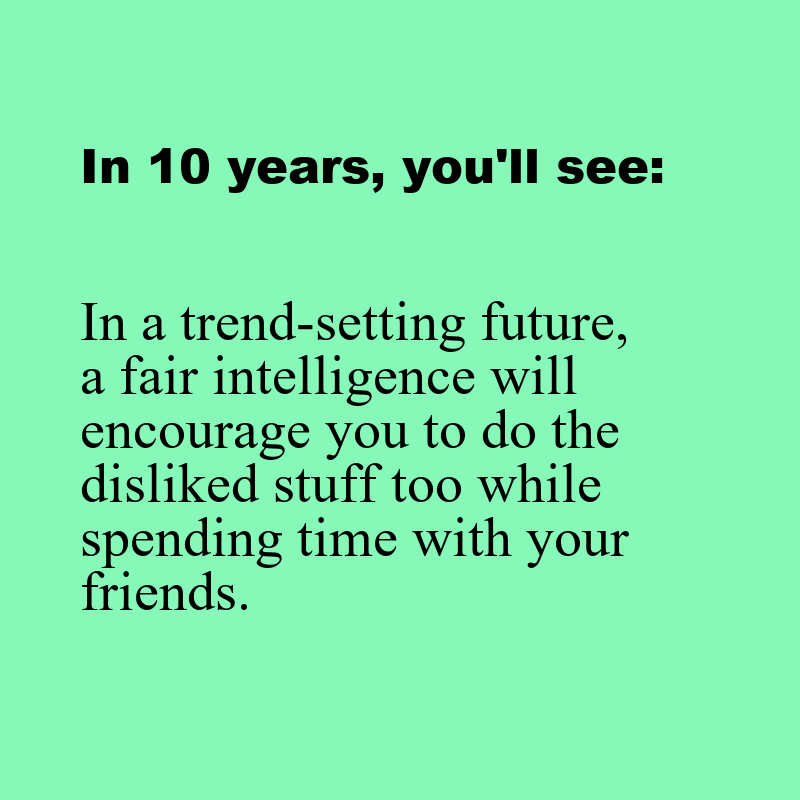 In 10 years, you'll see:
In a trend-setting future,
a fair intelligence will
encourage you to do the
disliked stuff too while
spending time with your
friends.